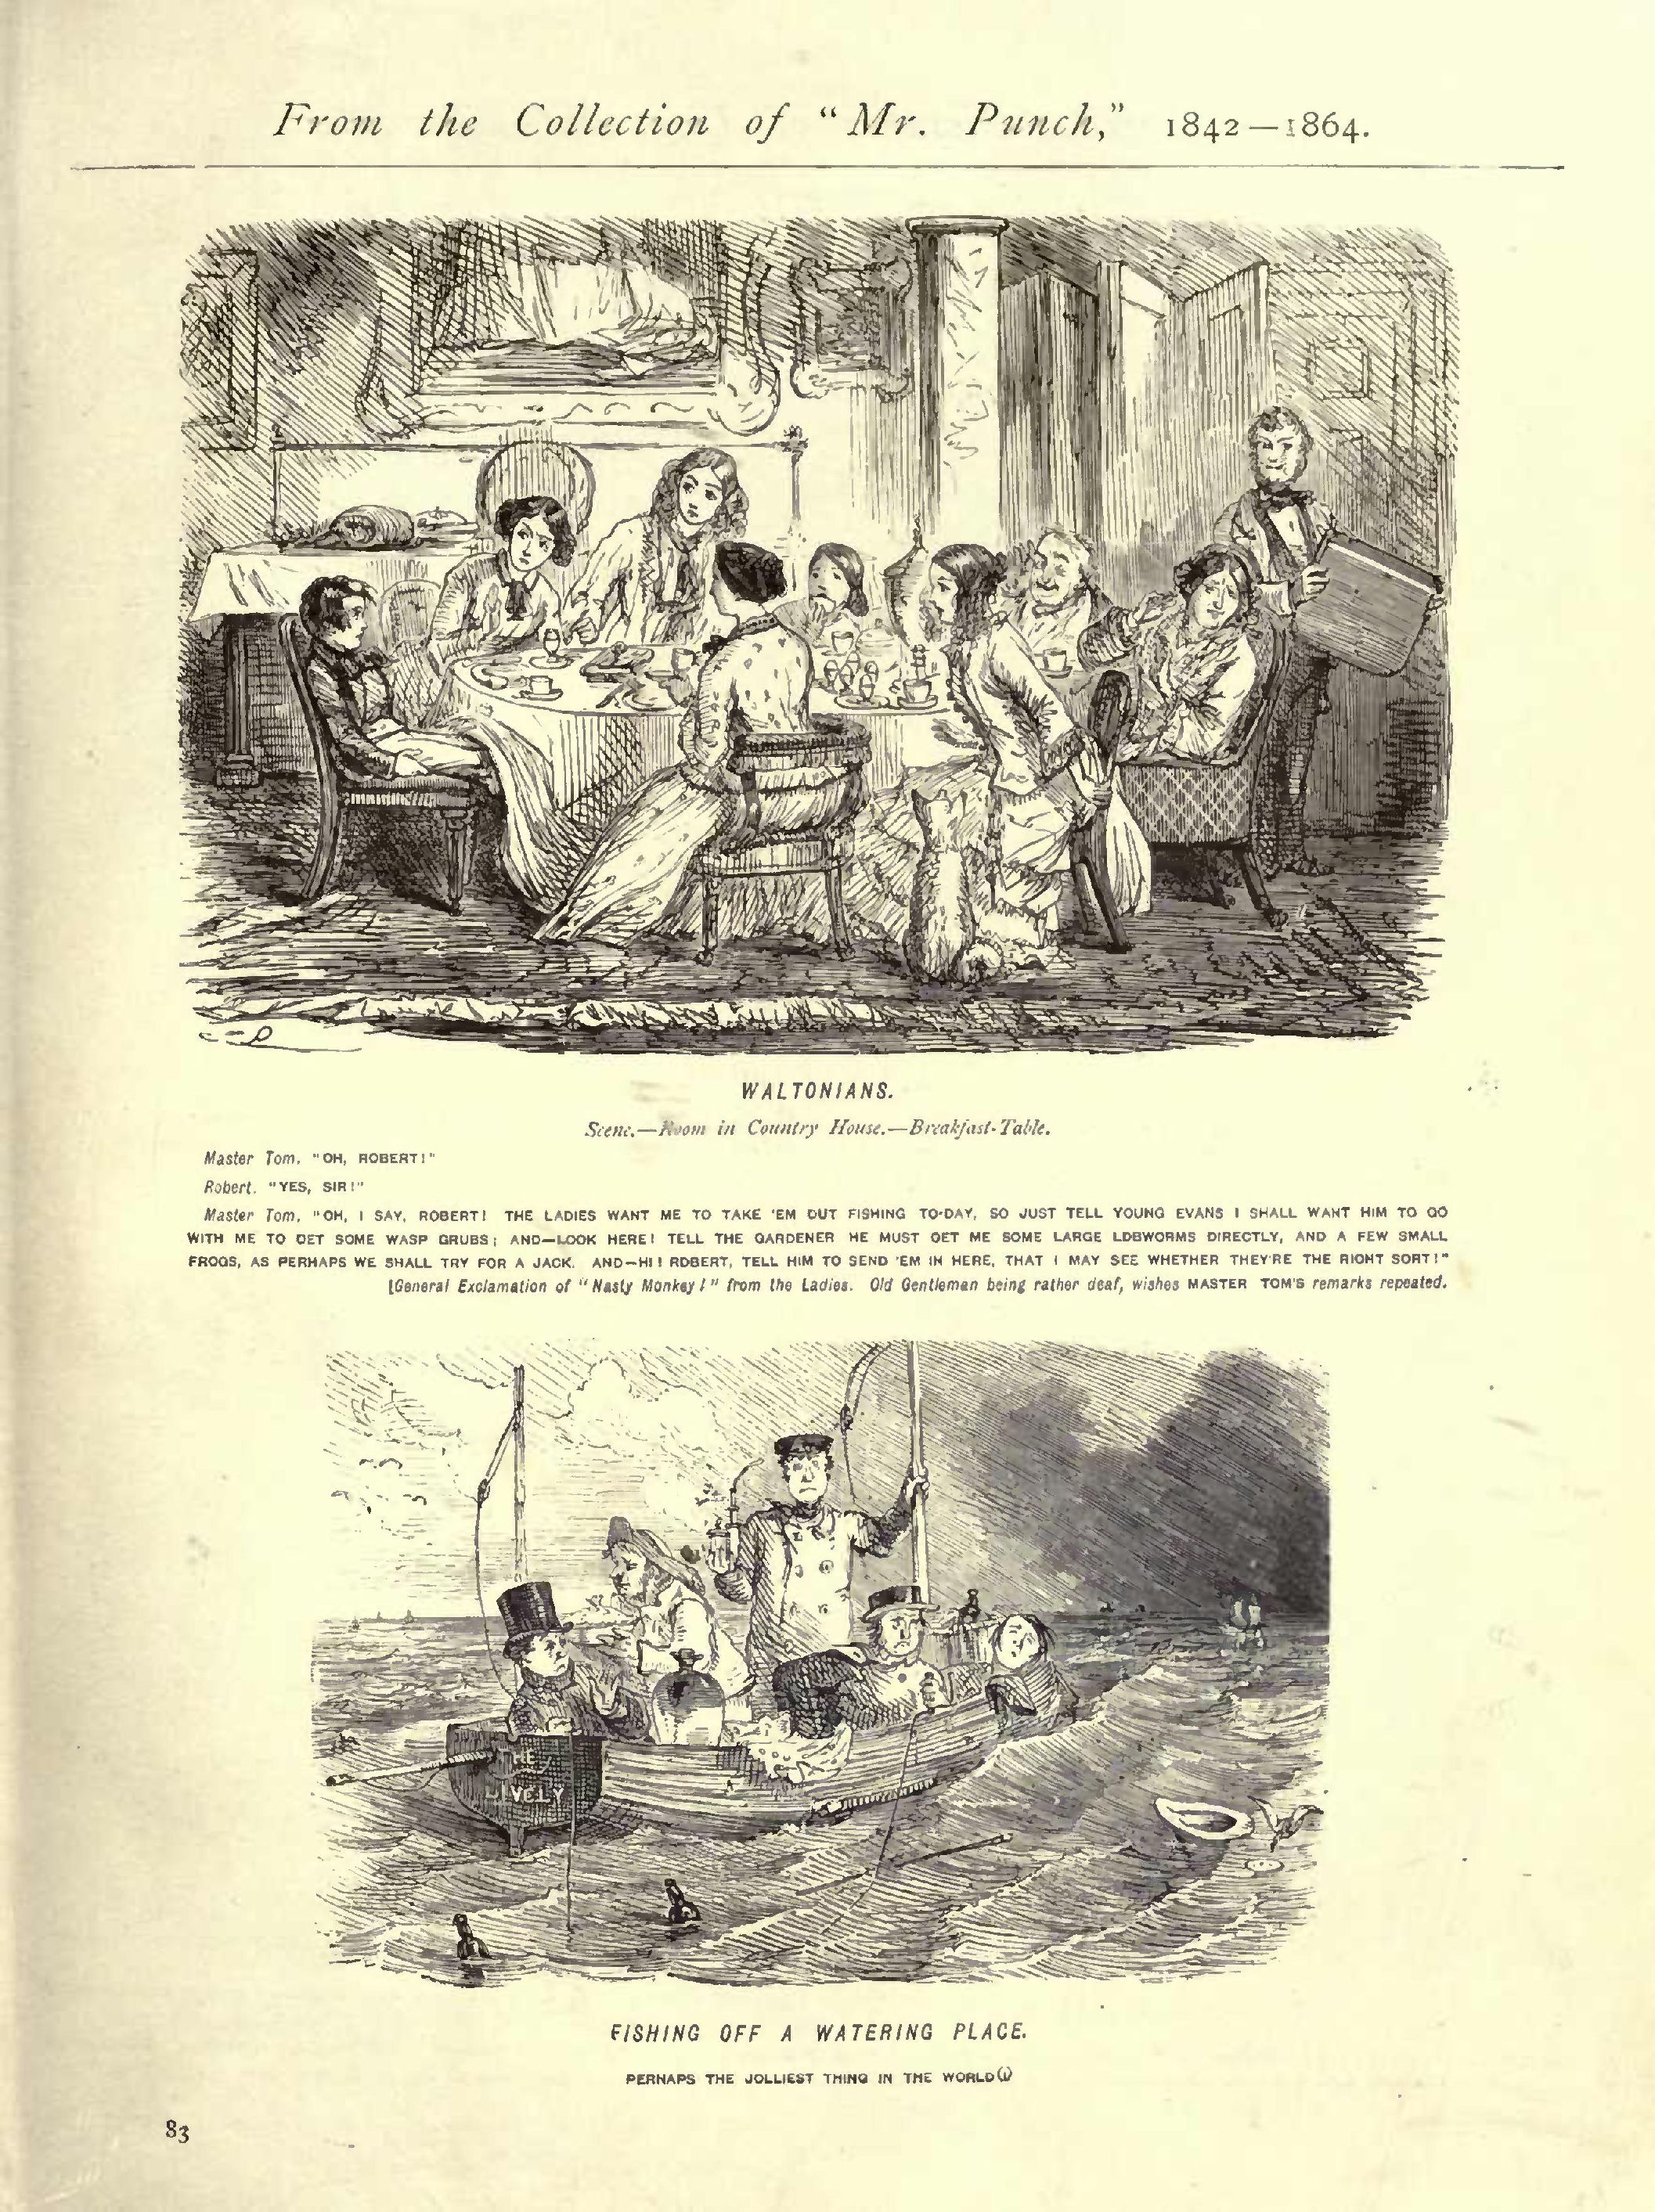 From the Collection of "Mr. Punch," 1842—1864.
WALTONIANS.
Scene.—Room in Country House.—Breakfast-Table.
Master Tom. "OH, ROBERT!"
Robert. "YES, SIR!"
Master Tom. "OH, I SAY, ROBERT! THE LADIES WANT ME TO TAKE 'EM OUT FISHING TO-DAY, SO JUST TELL YOUNG EVANS I SHALL WANT HIM TO GO
WITH ME TO GET SOME WASP GRUBS; AND—LOOK HERE! TELL THE GARDENER HE MUST GET ME SOME LARGE LOBWORMS DIRECTLY, AND A FEW SMALL
FROGS, AS PERHAPS WE SHALL TRY FOR A JACK. AND—HI! ROBERT, TELL HIM TO SEND 'EM IN HERE, THAT I MAY SEE WHETHER THEY'RE THE RIGHT SORT!"
[General Exclamation of "Nasty Monkey!" from the Ladies. Old Gentleman being rather deaf, wishes MASTER TOM'S remarks repeated.
THE
LIVELY
FISHING OFF A WATERING PLACE.
PERHAPS THE JOLLIEST THING IN THE WORLD(!)
83